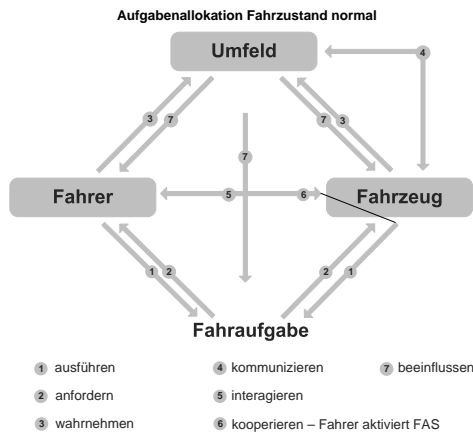 Aufgabenallokation Fahrzustand normal
Umfeld
4
3
7
7
3
7
Fahrer
5
6
Fahrzeug
1
2
2
1
Fahraufgabe
1 ausführen
4 kommunizieren
7 beeinflussen
2 anfordern
5 interagieren
3 wahrnehmen
6 kooperieren – Fahrer aktiviert FAS